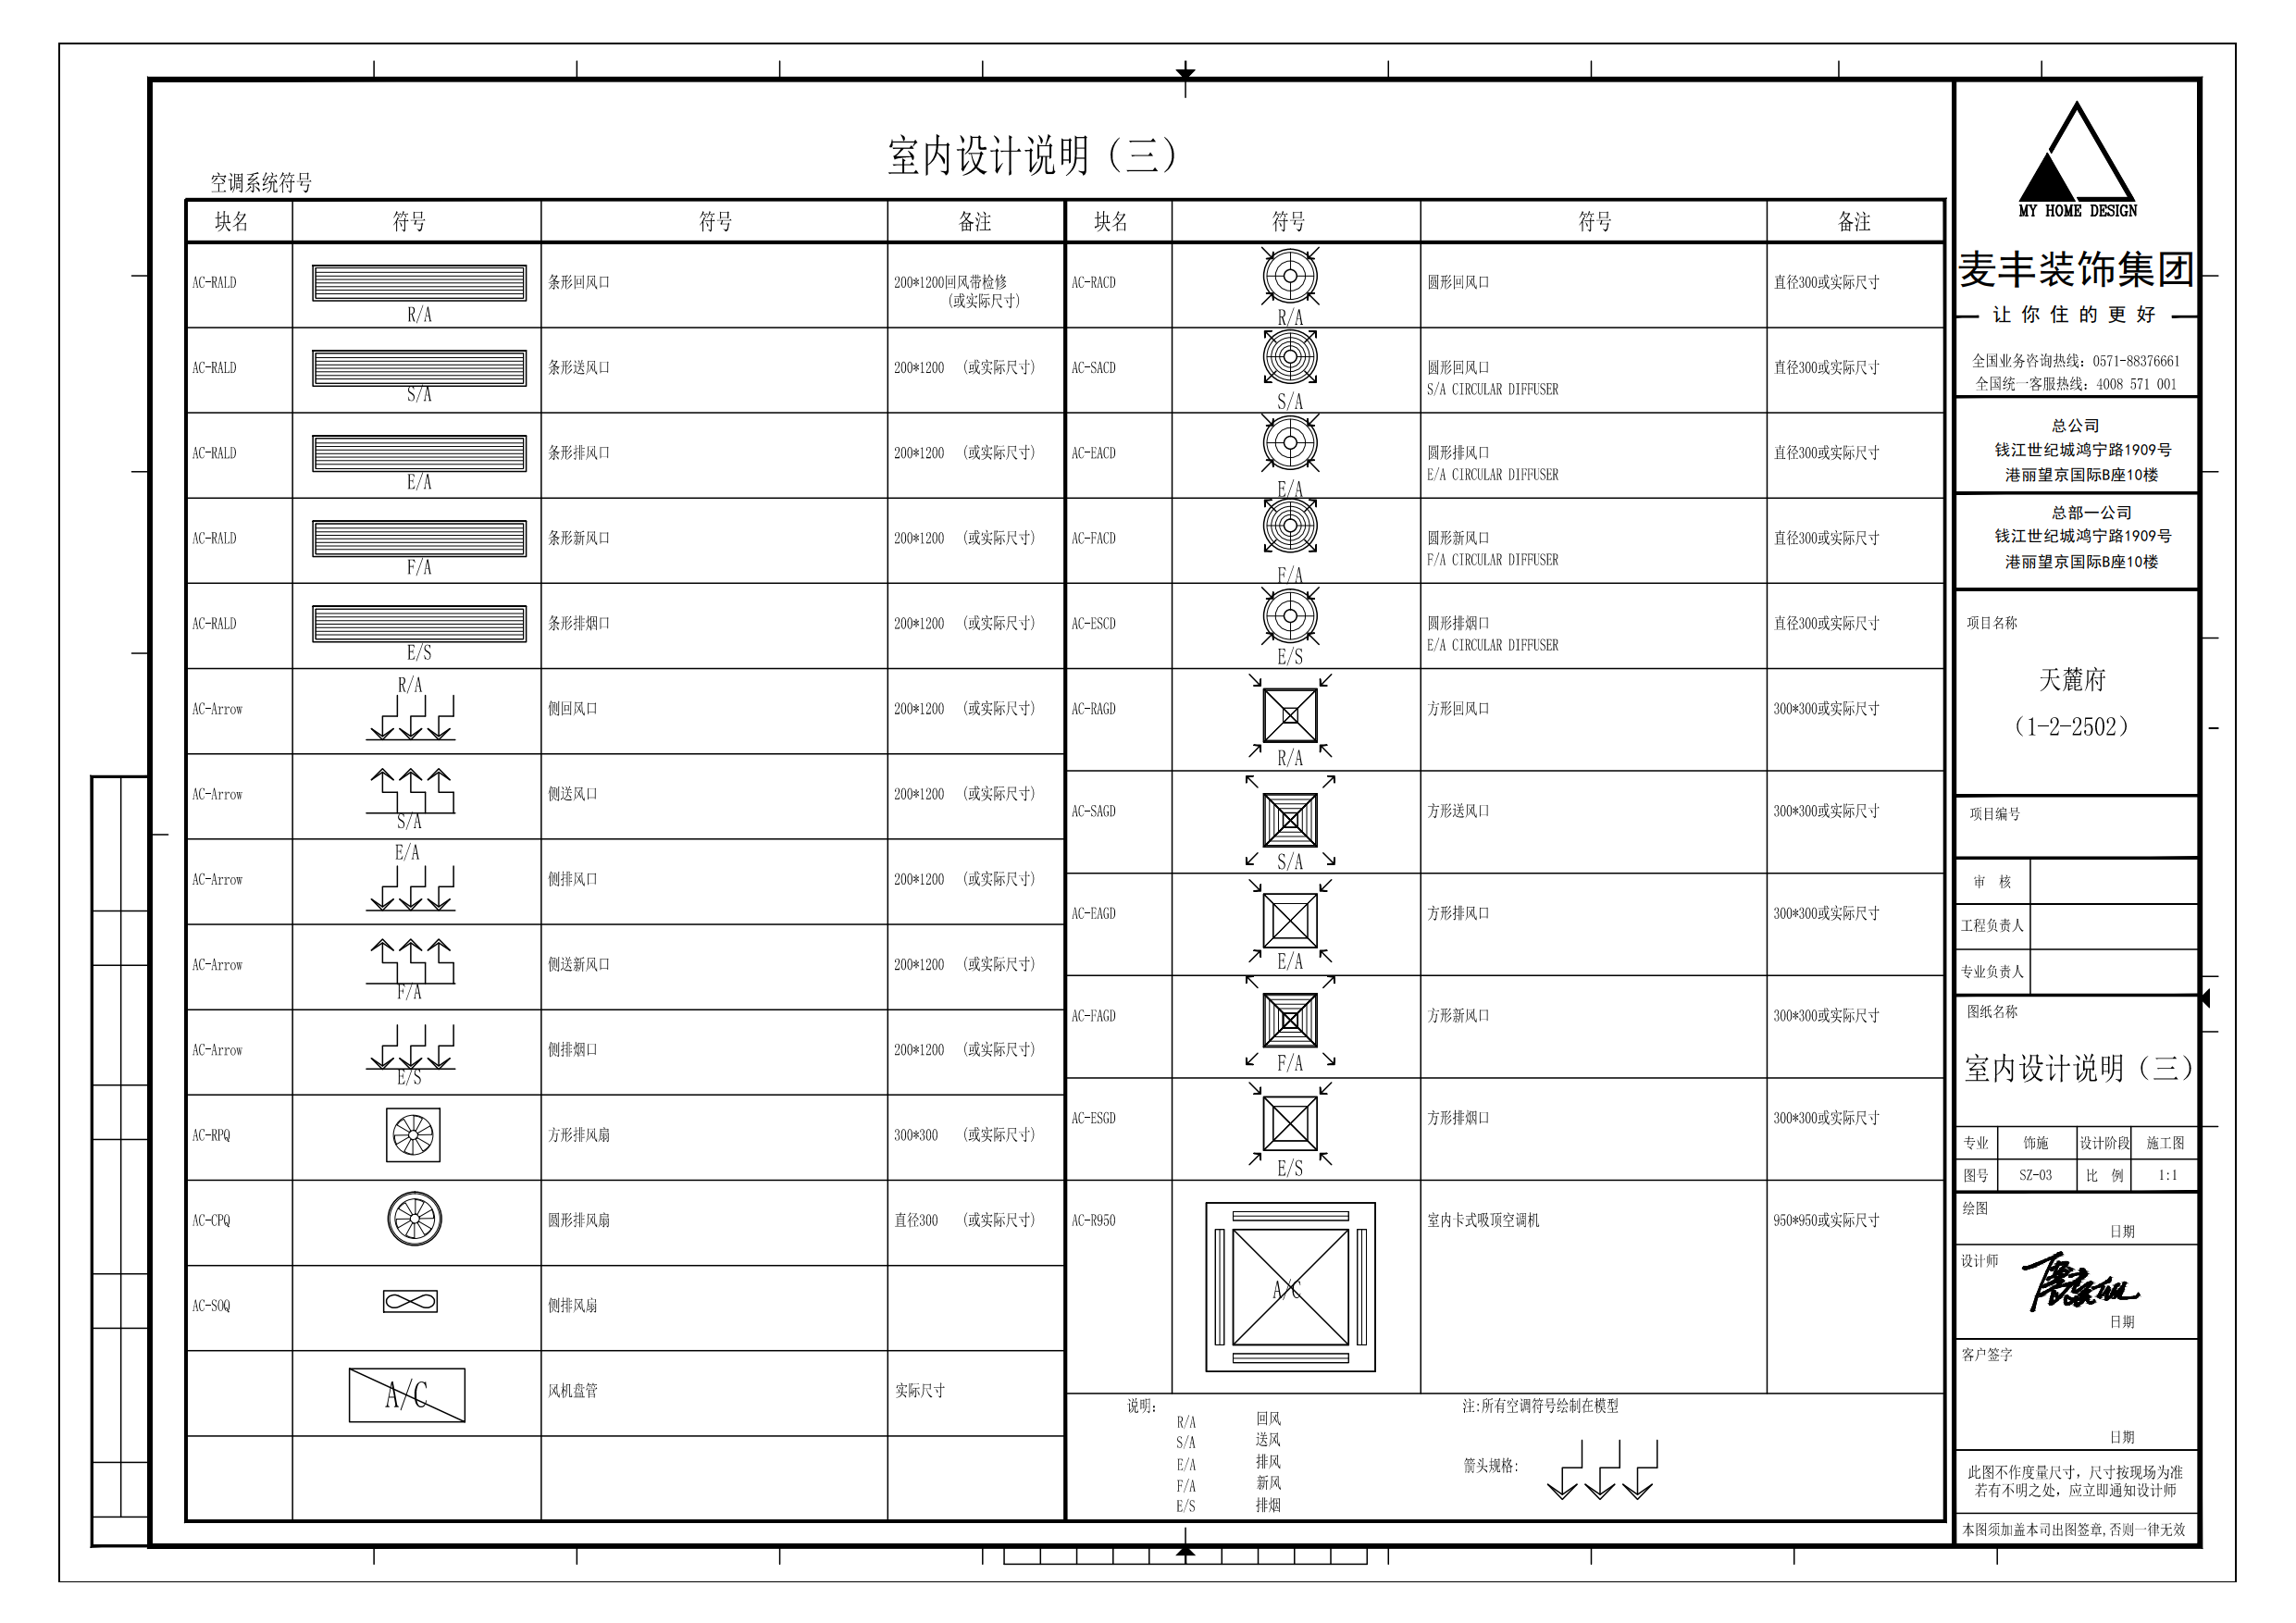 室内设计说明（三）
空调系统符号
块名 符号 符号 备注 块名 符号 符号 备注
AC-RALD R/A 条形回风口 200*1200回风带检修
(或实际尺寸)
AC-RALD S/A 条形送风口 200*1200 (或实际尺寸)
AC-RALD E/A 条形排风口 200*1200 (或实际尺寸)
AC-RALD F/A 条形新风口 200*1200 (或实际尺寸)
AC-RALD E/S 条形排烟口 200*1200 (或实际尺寸)
AC-Arrow R/A 侧回风口 200*1200 (或实际尺寸)
AC-Arrow S/A 侧送风口 200*1200 (或实际尺寸)
AC-Arrow E/A 侧排风口 200*1200 (或实际尺寸)
AC-Arrow F/A 侧送新风口 200*1200 (或实际尺寸)
AC-Arrow E/S 侧排烟口 200*1200 (或实际尺寸)
AC-RPQ 方形排风扇 300*300 (或实际尺寸)
AC-CPQ 圆形排风扇 直径300 (或实际尺寸)
AC-SOQ 侧排风扇
A/C 风机盘管 实际尺寸
AC-RACD R/A 圆形回风口 直径300或实际尺寸
AC-SACD S/A 圆形回风口 直径300或实际尺寸
S/A CIRCULAR DIFFUSER
AC-EACD E/A 圆形排风口 直径300或实际尺寸
E/A CIRCULAR DIFFUSER
AC-FACD F/A 圆形新风口 直径300或实际尺寸
F/A CIRCULAR DIFFUSER
AC-ESCD E/S 圆形排烟口 直径300或实际尺寸
E/A CIRCULAR DIFFUSER
AC-RAGD R/A 方形回风口 300*300或实际尺寸
AC-SAGD S/A 方形送风口 300*300或实际尺寸
AC-EAGD E/A 方形排风口 300*300或实际尺寸
AC-FAGD F/A 方形新风口 300*300或实际尺寸
AC-ESGD E/S 方形排烟口 300*300或实际尺寸
AC-R950 A/C 室内卡式吸顶空调机 950*950或实际尺寸
说明:
R/A 回风
S/A 送风
E/A 排风
F/A 新风
E/S 排烟
注:所有空调符号绘制在模型
箭头规格:
MY HOME DESIGN
麦丰装饰集团
让你住的更好
全国业务咨询热线：0571-88376661
全国统一客服热线：4008 571 001
总公司
钱江世纪城鸿宁路1909号
港丽望京国际B座10楼
总部一公司
钱江世纪城鸿宁路1909号
港丽望京国际B座10楼
项目名称
天麓府
（1-2-2502）
项目编号
审 核
工程负责人
专业负责人
图纸名称
室内设计说明（三）
专业 饰施 设计阶段 施工图
图号 SZ-03 比 例 1:1
绘图
日期
设计师
日期
客户签字
日期
此图不作度量尺寸，尺寸按现场为准
若有不明之处，应立即通知设计师
本图须加盖本司出图签章,否则一律无效